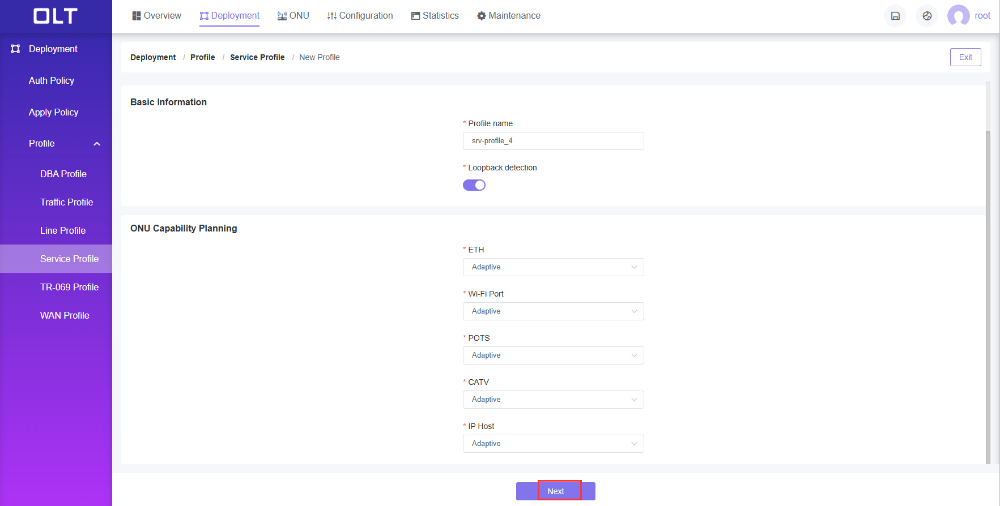 OLT
Overview
Deployment
ONU
Configuration
Statistics
Maintenance
root
Deployment
Auth Policy
Apply Policy
Profile
DBA Profile
Traffic Profile
Line Profile
Service Profile
TR-069 Profile
WAN Profile
Deployment / Profile / Service Profile / New Profile
Exit
Basic Information
* Profile name
srv-profile_4
* Loopback detection
ONU Capability Planning
* ETH
Adaptive
* Wi-Fi Port
Adaptive
* POTS
Adaptive
* CATV
Adaptive
* IP Host
Adaptive
Next